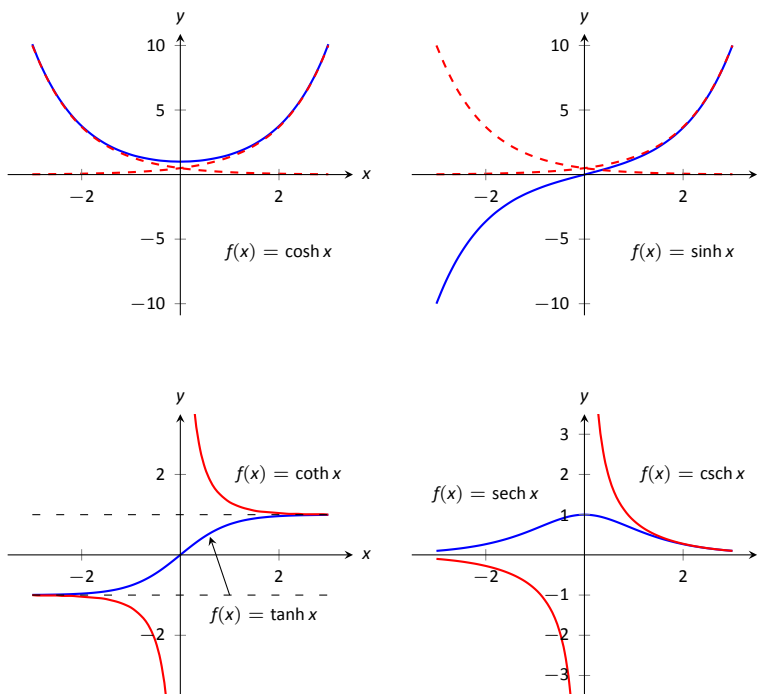 y
10
5
−2
2
x
−5
f(x) = cosh x
−10
y
10
5
−2
2
x
−5
f(x) = sinh x
−10
y
2
f(x) = coth x
−2
2
x
f(x) = tanh x
−2
y
3
2
f(x) = csch x
f(x) = sech x
1
−2
2
x
−1
−2
−3